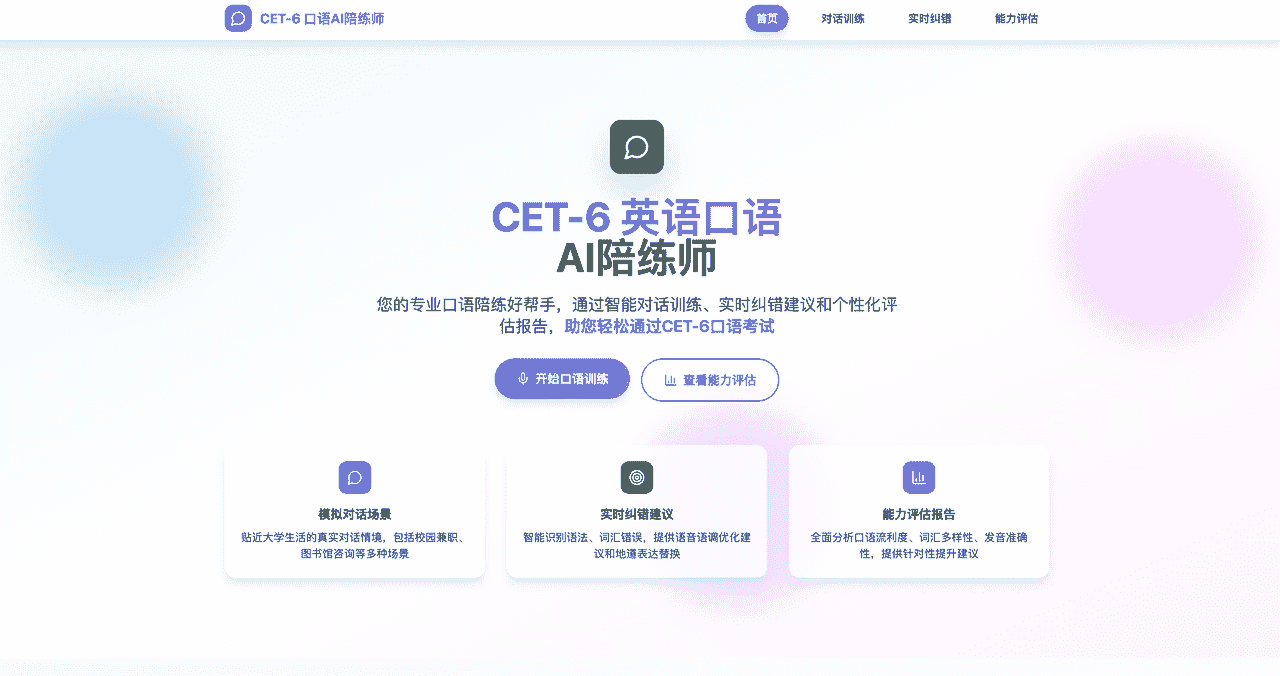 CET-6 口语AI陪练师
首页 对话训练 实时纠错 能力评估
CET-6 英语口语
AI陪练师
您的专业口语陪练好帮手，通过智能对话训练、实时纠错建议和个性化评
估报告，助您轻松通过CET-6口语考试
开始口语训练 查看能力评估
模拟对话场景
贴近大学生活的真实对话情境，包括校园兼职、
图书馆咨询等多种场景
实时纠错建议
智能识别语法、词汇错误，提供语音语调优化建
议和地道表达替换
能力评估报告
全面分析口语流利度、词汇多样性、发音准确
性，提供针对性提升建议